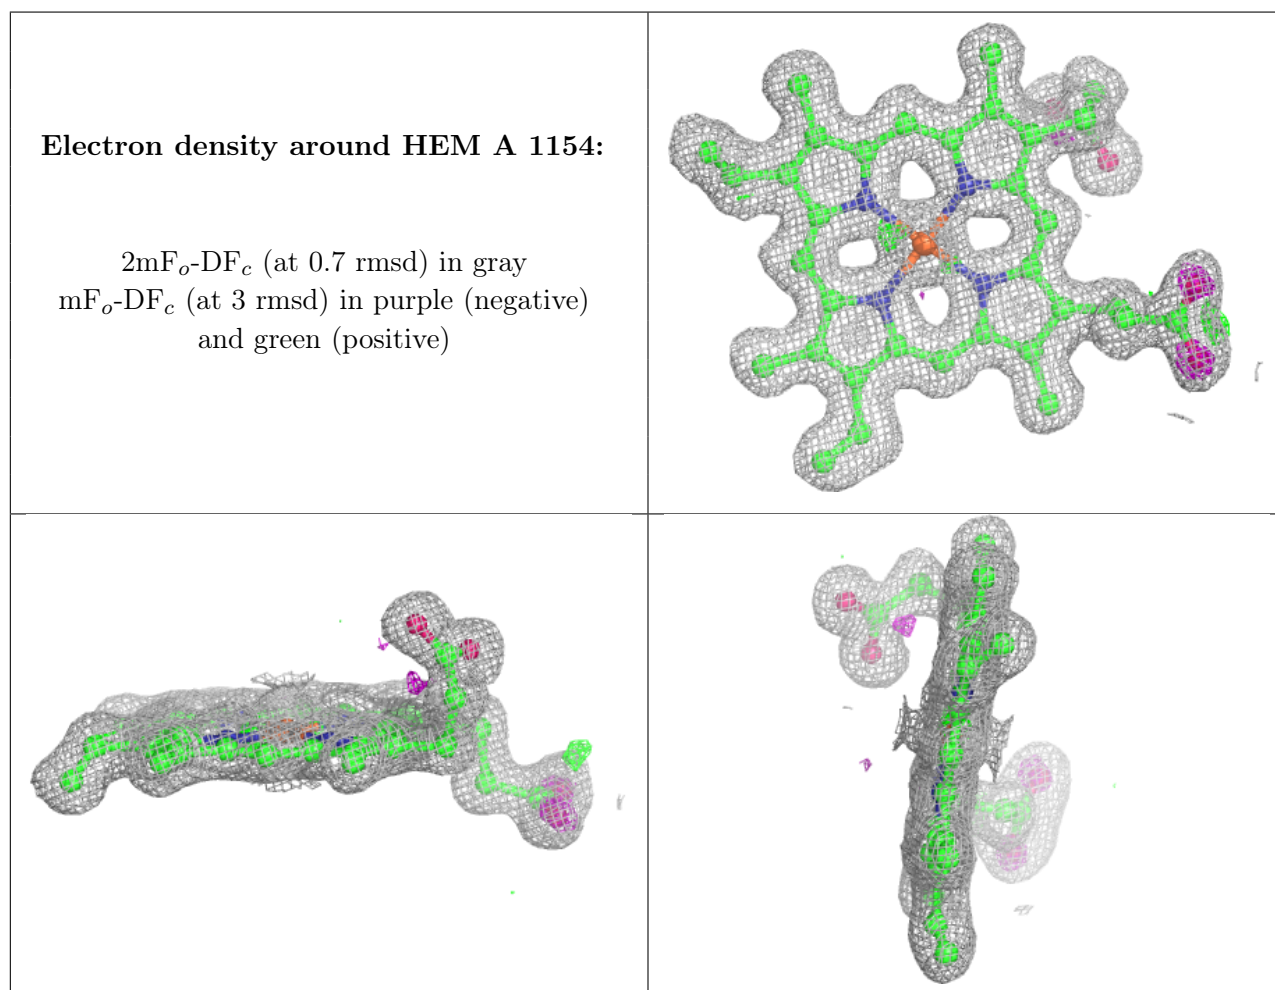 Electron density around HEM A 1154:
2mF𝑜-DF𝑐 (at 0.7 rmsd) in gray
mF𝑜-DF𝑐 (at 3 rmsd) in purple (negative)
and green (positive)